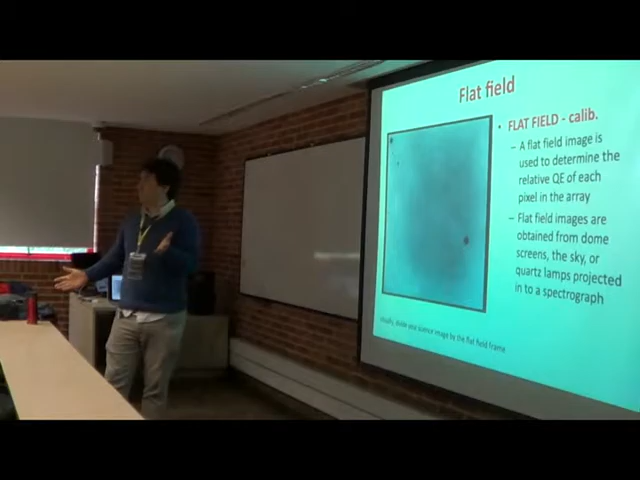 Flat field
• FLAT FIELD - calib.
– A flat field image is
used to determine the
relative QE of each
pixel in the array
– Flat field images are
obtained from dome
screens, the sky, or
quartz lamps projected
in to a spectrograph
Usually, divide your science image by the flat field frame